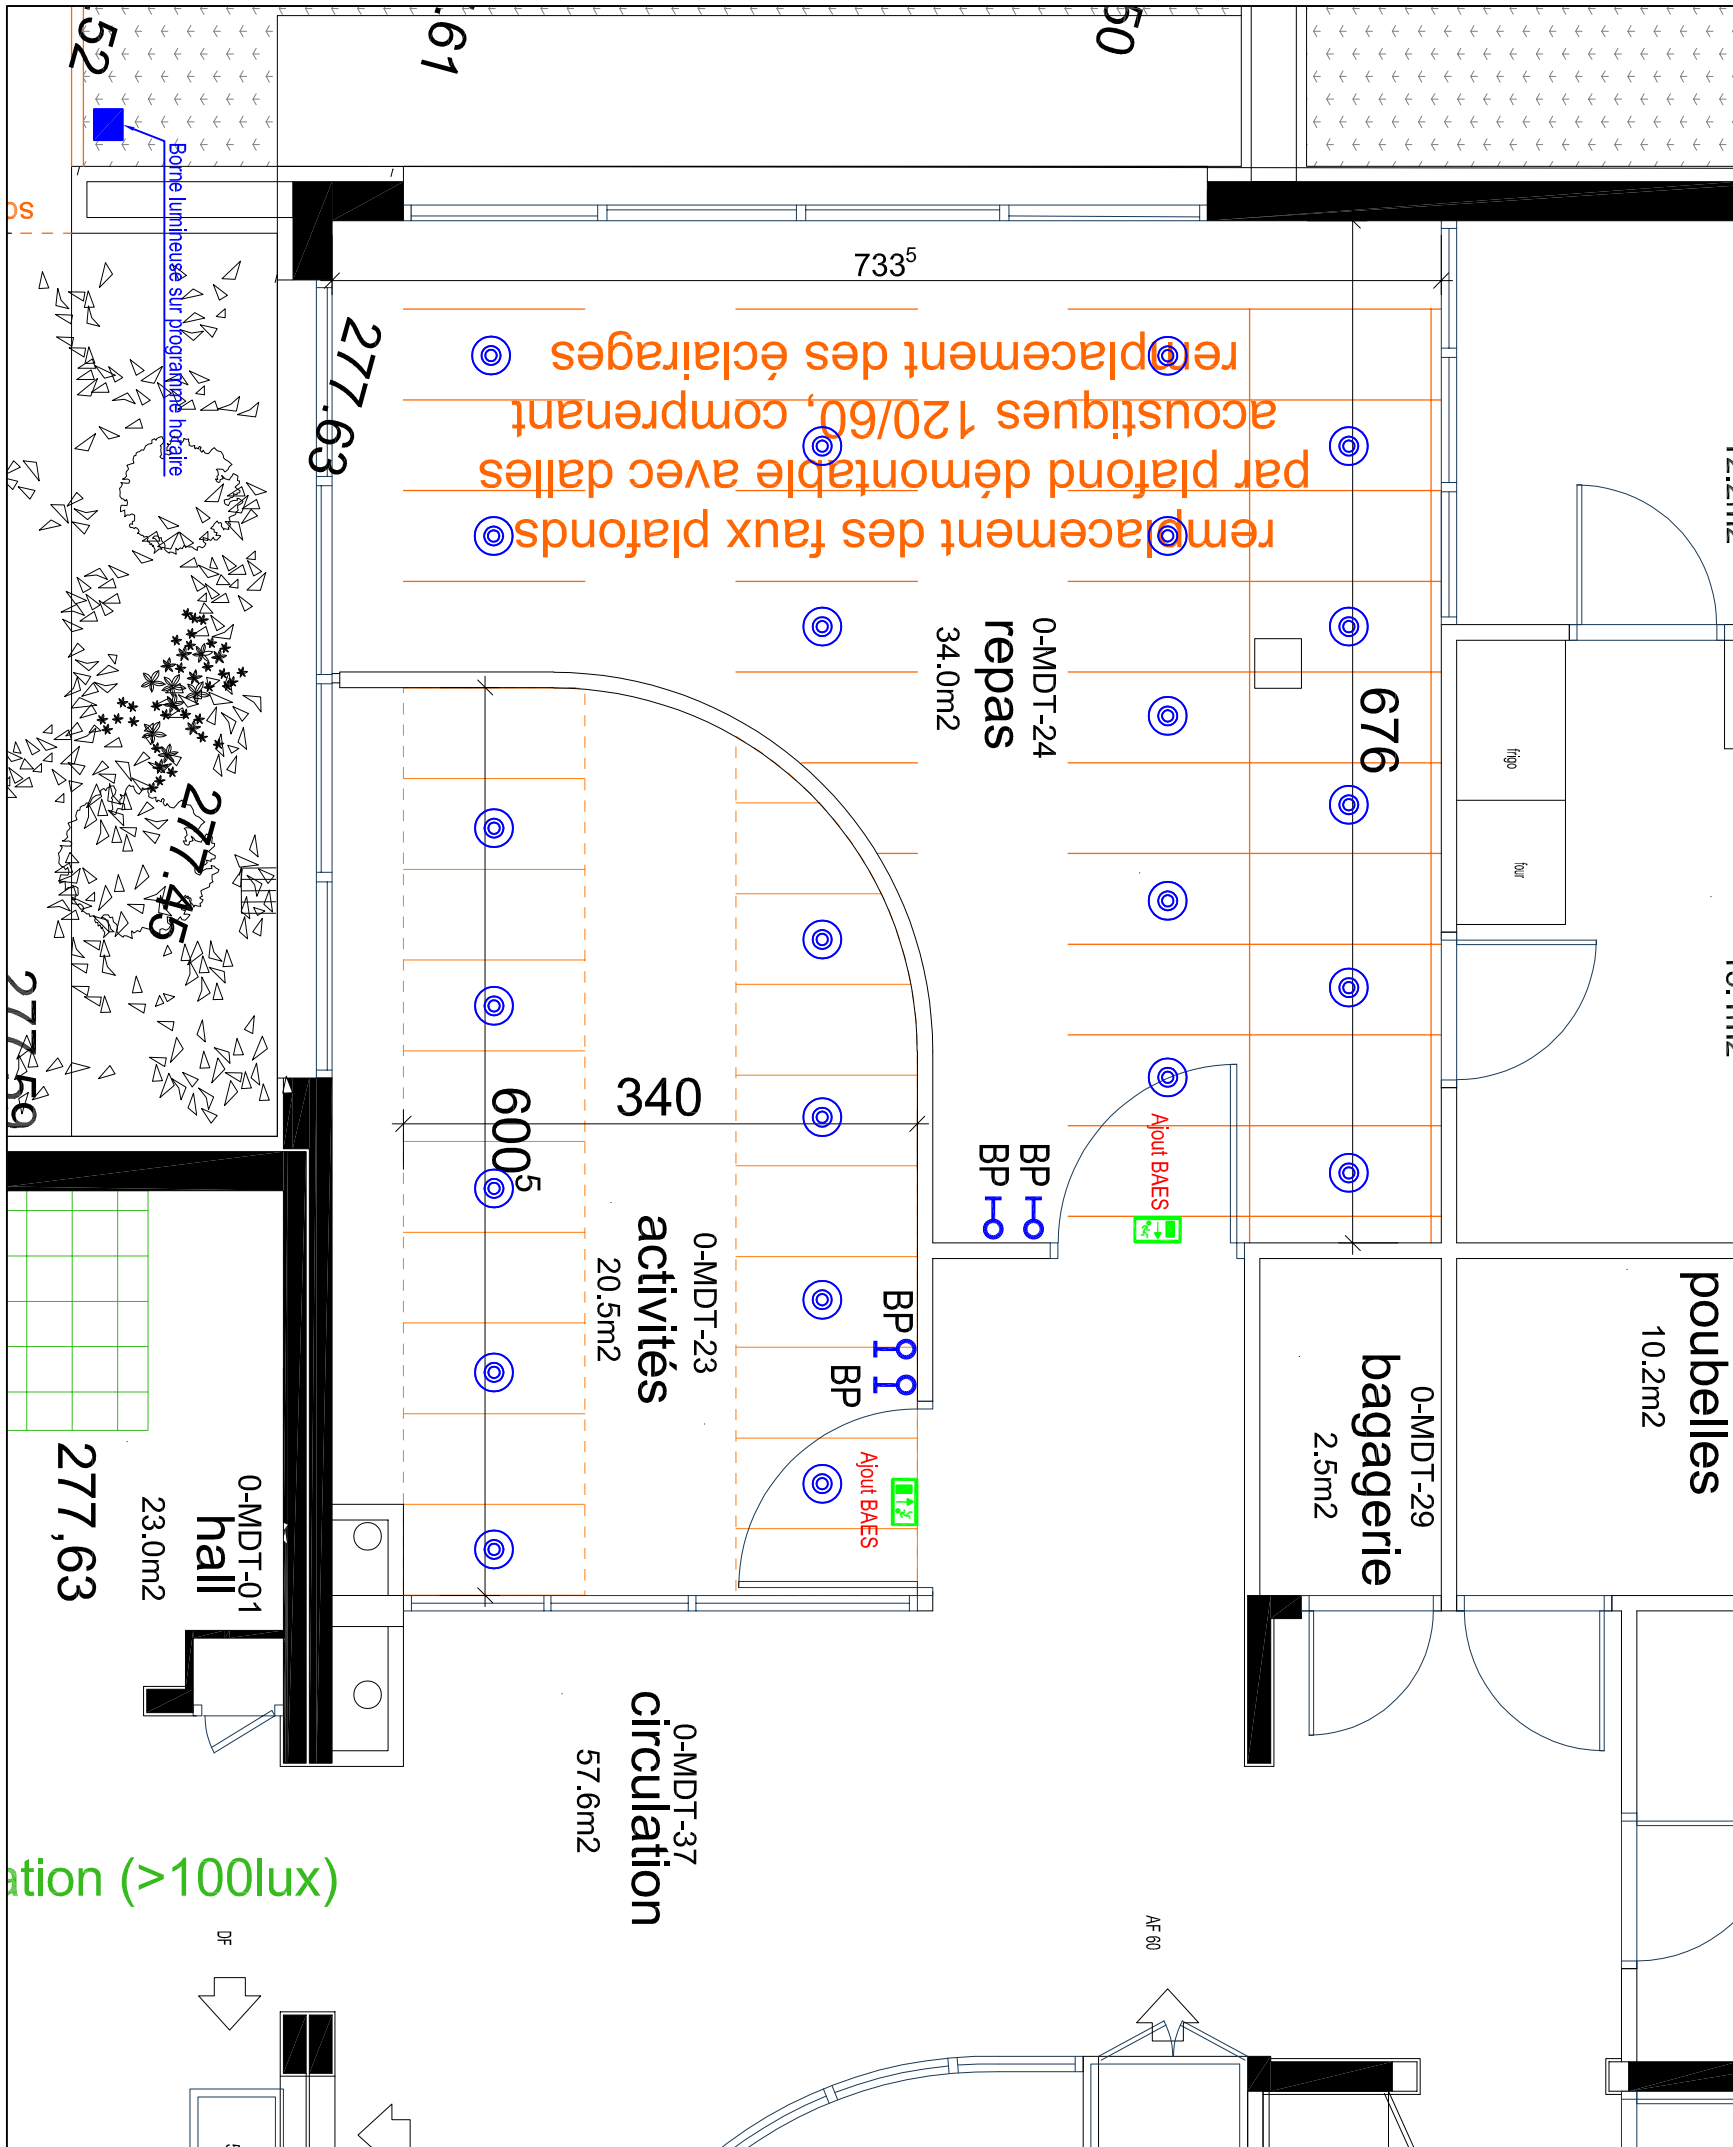 .52
.61
50
Borne lumineuse sur programme horaire
so
733⁵
277.63
remplacement des faux plafonds
par plafond démontable avec dalles
acoustiques 120/60, comprenant
remplacement des éclairages
0-MDT-24
repas
34.0m2
676
frigo
four
277.45
277.59
340
600⁵
BP
BP
Ajout BAES
0-MDT-23
activités
20.5m2
BP
BP
Ajout BAES
poubelles
10.2m2
0-MDT-29
bagagerie
2.5m2
277,63
0-MDT-01
hall
23.0m2
0-MDT-37
circulation
57.6m2
ation (>100lux)
DF
AF 60